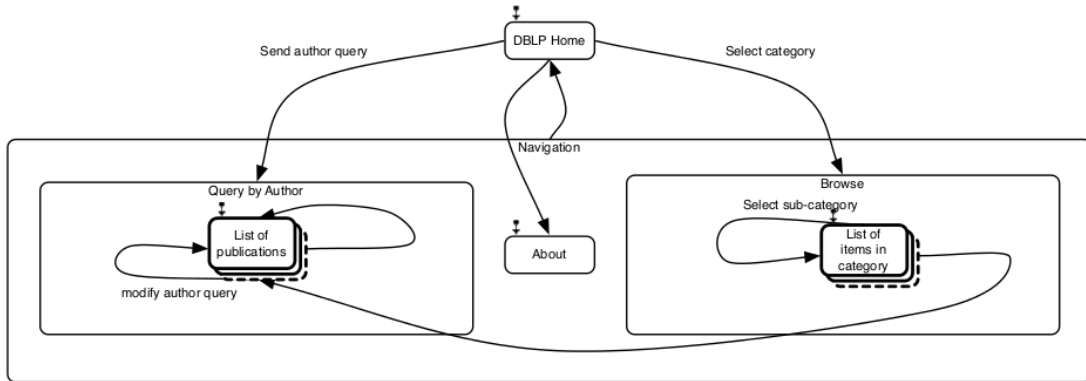 DBLP Home
Send author query
Select category
Navigation
Query by Author
Browse
Select sub-category
List of
publications
List of
items in
category
About
modify author query